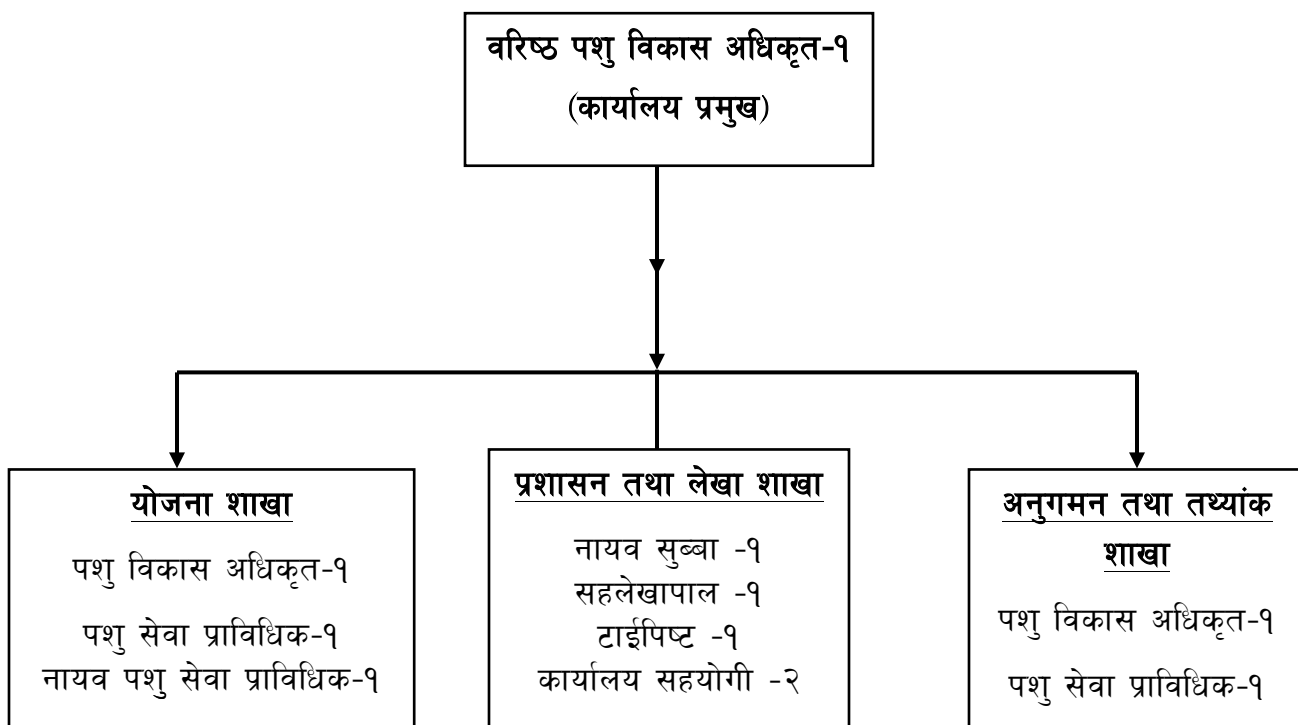 वरिष्ठ पशु विकास अधिकृत-१
(कार्यालय प्रमुख)
योजना शाखा
पशु विकास अधिकृत-१
पशु सेवा प्राविधिक-१
नायव पशु सेवा प्राविधिक-१
प्रशासन तथा लेखा शाखा
नायव सुब्बा -१
सहलेखापाल -१
टाईपिष्ट -१
कार्यालय सहयोगी -२
अनुगमन तथा तथ्यांक
शाखा
पशु विकास अधिकृत-१
पशु सेवा प्राविधिक-१